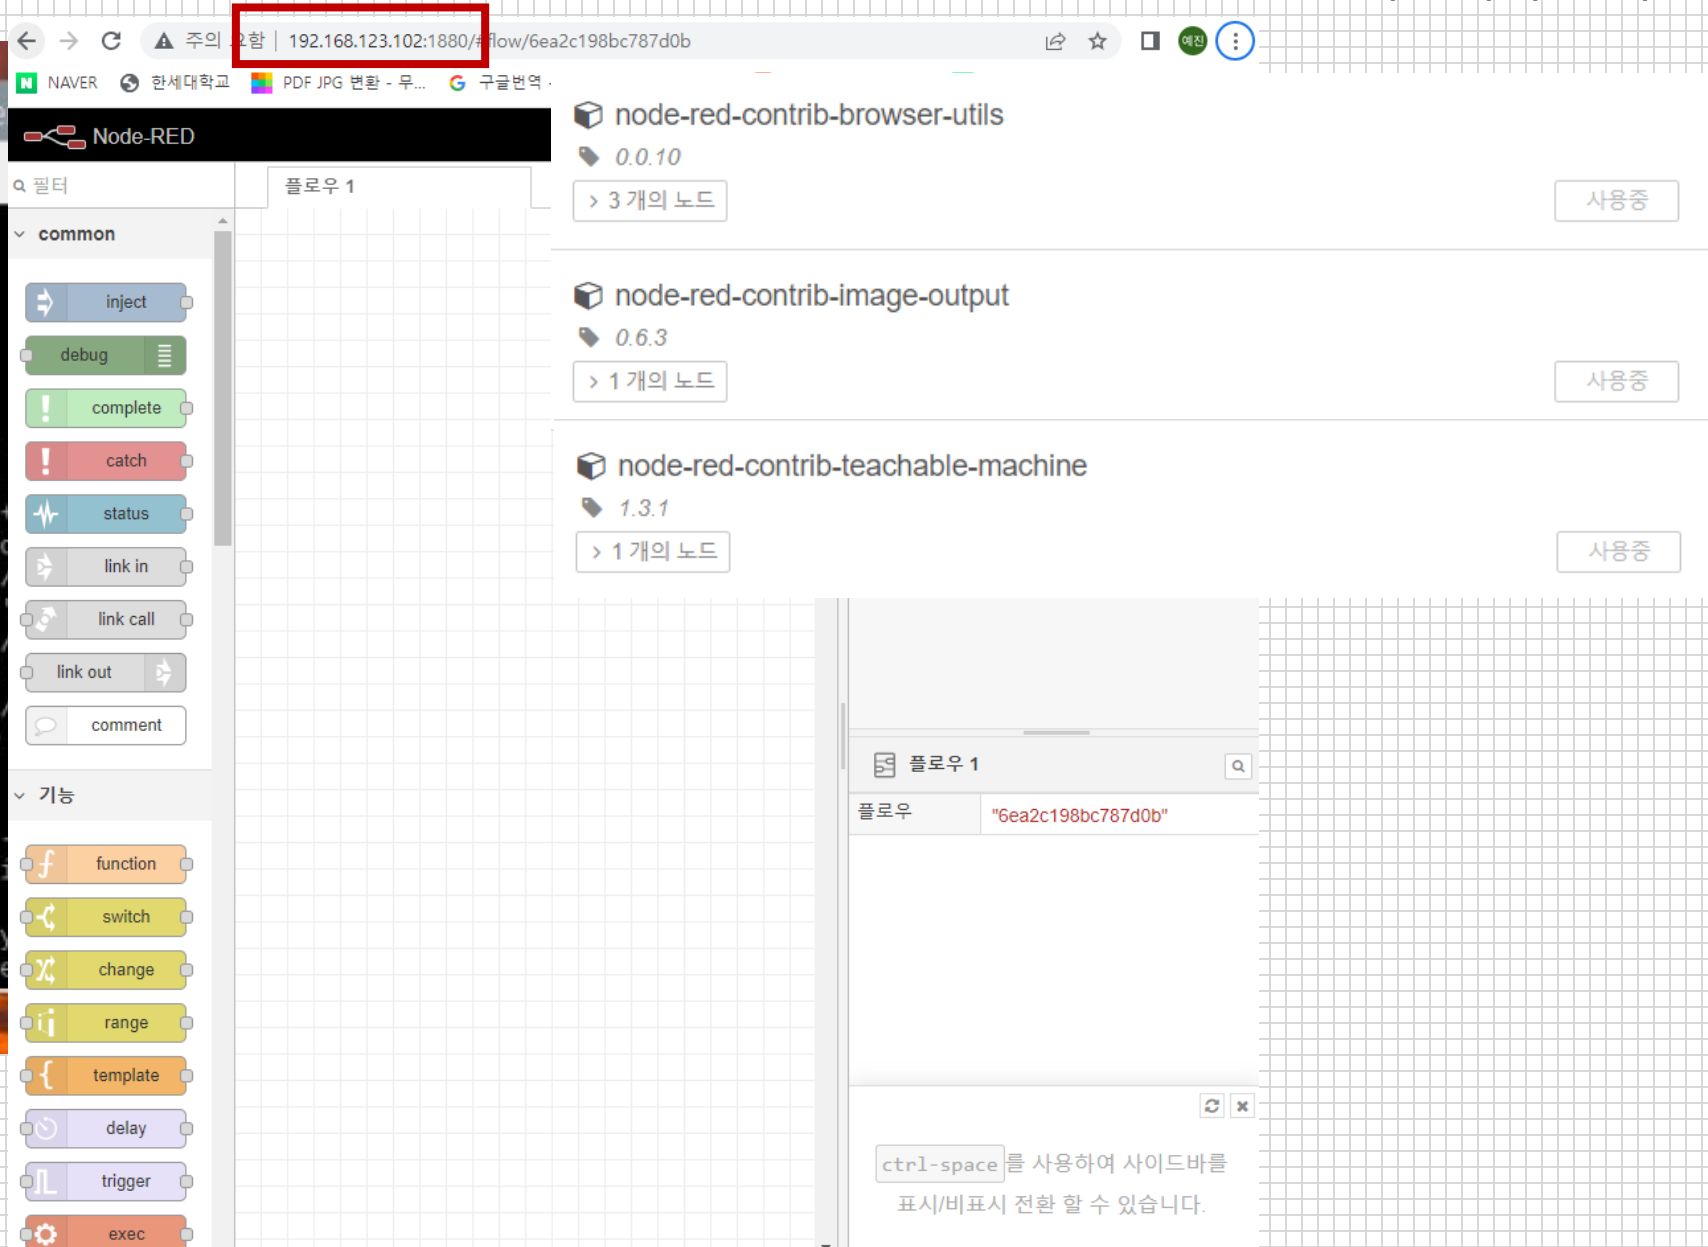 주의 요함 | 192.168.123.102:1880/#flow/6ea2c198bc787d0b
예진
NAVER 한세대학교 PDF JPG 변환 - 무... 구글번역 -
Node-RED
필터
플로우 1
common
inject
debug
complete
catch
status
link in
link call
link out
comment
기능
function
switch
change
range
template
delay
trigger
exec
node-red-contrib-browser-utils
0.0.10
> 3 개의 노드
사용중
node-red-contrib-image-output
0.6.3
> 1 개의 노드
사용중
node-red-contrib-teachable-machine
1.3.1
> 1 개의 노드
사용중
플로우 1
플로우 "6ea2c198bc787d0b"
ctrl-space 를 사용하여 사이드바를
표시/비표시 전환 할 수 있습니다.